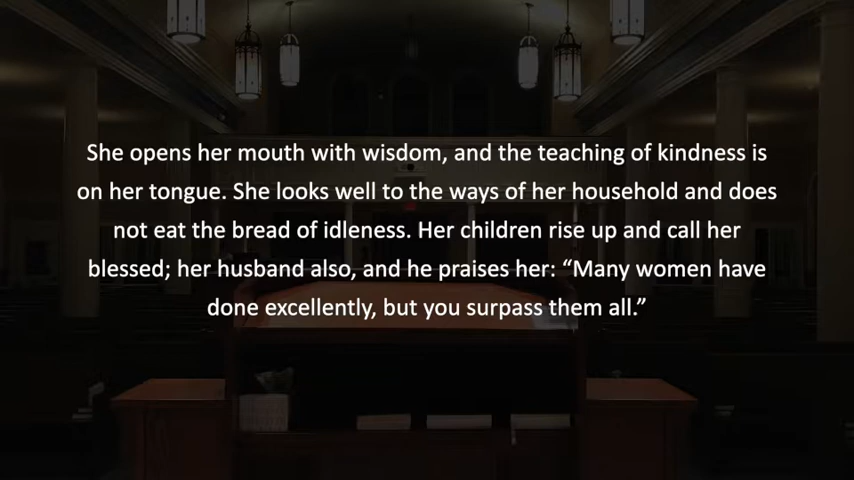 She opens her mouth with wisdom, and the teaching of kindness is
on her tongue. She looks well to the ways of her household and does
not eat the bread of idleness. Her children rise up and call her
blessed; her husband also, and he praises her: “Many women have
done excellently, but you surpass them all.”